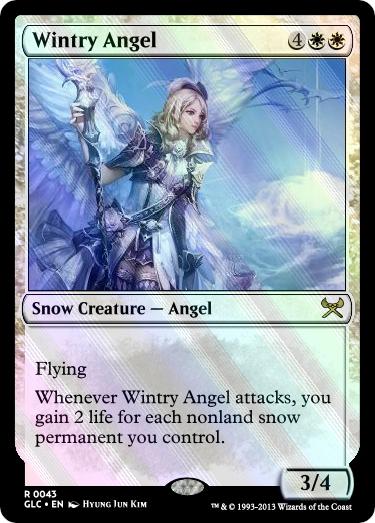 Wintry Angel 4
Snow Creature — Angel
Flying
Whenever Wintry Angel attacks, you
gain 2 life for each nonland snow
permanent you control.
3/4
R 0043
GLC • EN Hyung Jun Kim
™ & © 1993-2013 Wizards of the Coast